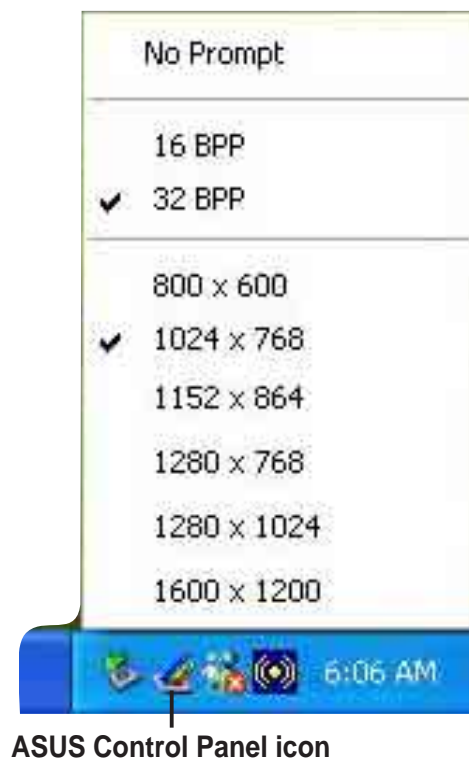 No Prompt
16 BPP
32 BPP
800 x 600
1024 x 768
1152 x 864
1280 x 768
1280 x 1024
1600 x 1200
6:06 AM
ASUS Control Panel icon